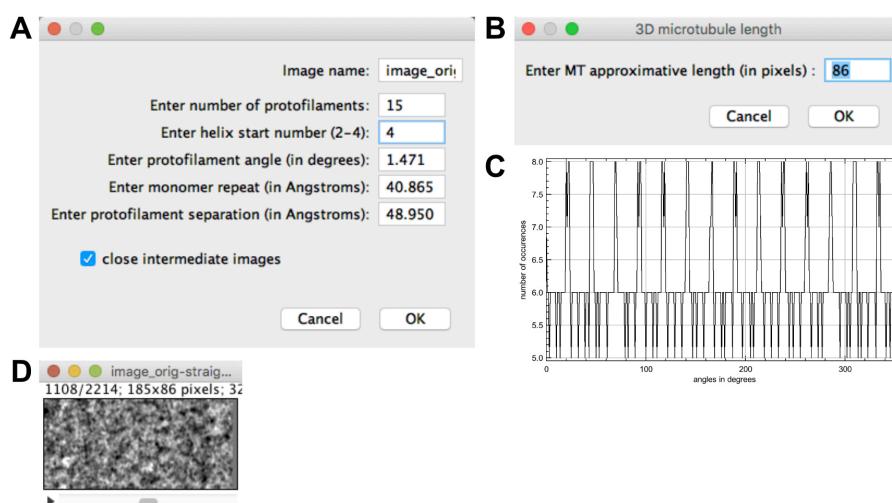 A
Image name: image_orig
Enter number of protofilaments: 15
Enter helix start number (2-4): 4
Enter protofilament angle (in degrees): 1.471
Enter monomer repeat (in Angstroms): 40.865
Enter protofilament separation (in Angstroms): 48.950
close intermediate images
Cancel OK
B
3D microtubule length
Enter MT approximative length (in pixels) : 86
Cancel OK
C
8.0
7.5
7.0
6.5
6.0
5.5
5.0
number of occurences
0 100 200 300
angles in degrees
D
image_orig-straig...
1108/2214; 185x86 pixels; 32